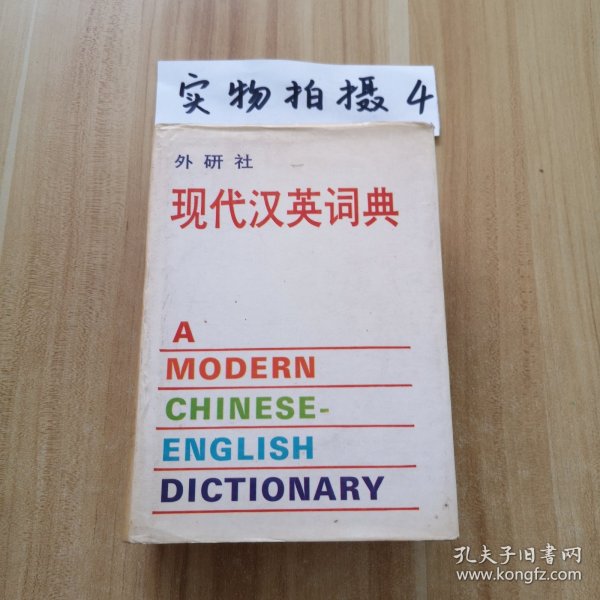 实物拍摄4
外研社
现代汉英词典
A
MODERN
CHINESE-
ENGLISH
DICTIONARY
孔夫子旧书网
www.kongfz.com